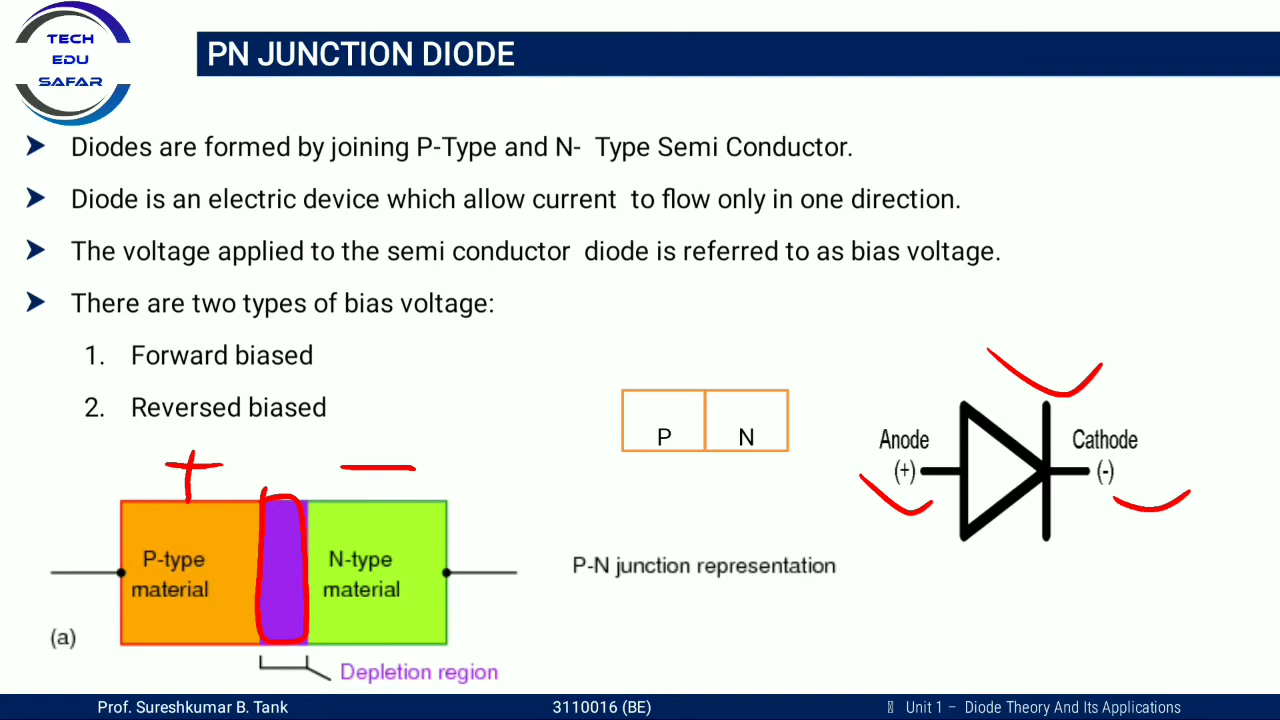 TECH
EDU
SAFAR
PN JUNCTION DIODE
Diodes are formed by joining P-Type and N- Type Semi Conductor.
Diode is an electric device which allow current to flow only in one direction.
The voltage applied to the semi conductor diode is referred to as bias voltage.
There are two types of bias voltage:
1. Forward biased
2. Reversed biased
P N
Anode
(+)
Cathode
(-)
+ —
P-type
material
N-type
material
P-N junction representation
(a)
Depletion region
Prof. Sureshkumar B. Tank 3110016 (BE) Unit 1 – Diode Theory And Its Applications